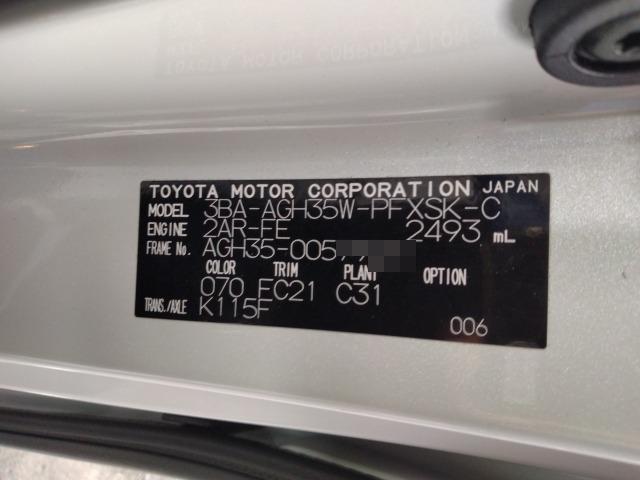 TOYOTA MOTOR CORPORATION JAPAN
MODEL 3BA-AGH35W-PFXSK-C
ENGINE 2AR-FE 2493 mL
FRAME No. AGH35-005
COLOR TRIM PLANT OPTION
070 FC21 C31
TRANS./AXLE K115F
006